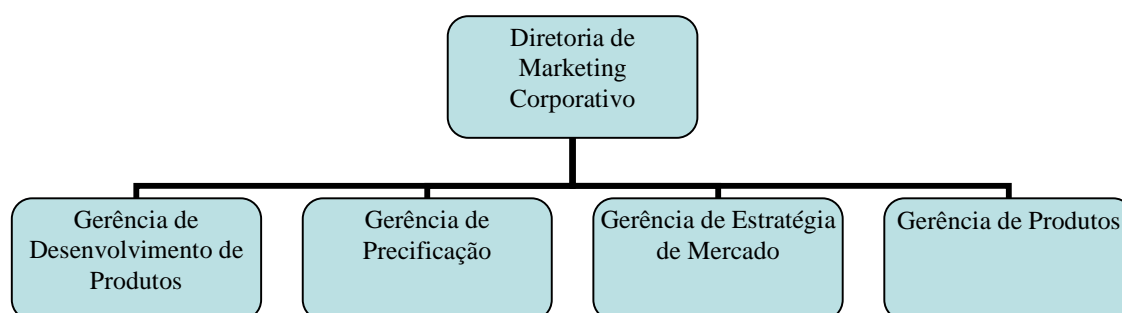 Diretoria de
Marketing
Corporativo
Gerência de
Desenvolvimento de
Produtos
Gerência de
Precificação
Gerência de Estratégia
de Mercado
Gerência de Produtos